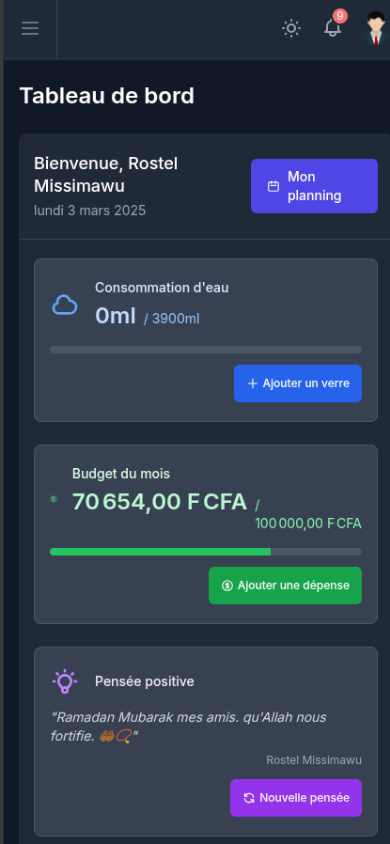 9
Tableau de bord
Bienvenue, Rostel
Missimawu
lundi 3 mars 2025
Mon
planning
Consommation d'eau
0ml / 3900ml
Ajouter un verre
Budget du mois
70 654,00 F CFA /
100 000,00 F CFA
Ajouter une dépense
Pensée positive
"Ramadan Mubarak mes amis. qu'Allah nous
fortifie. 🤲🏾📿"
Rostel Missimawu
Nouvelle pensée